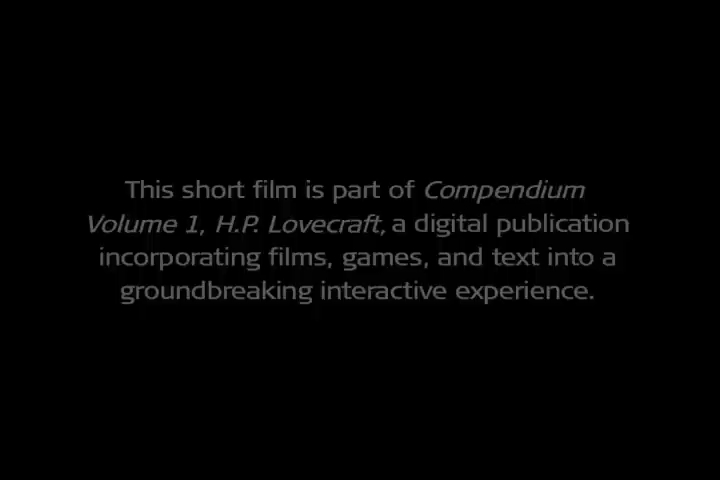 This short film is part of Compendium
Volume 1, H.P. Lovecraft, a digital publication
incorporating films, games, and text into a
groundbreaking interactive experience.